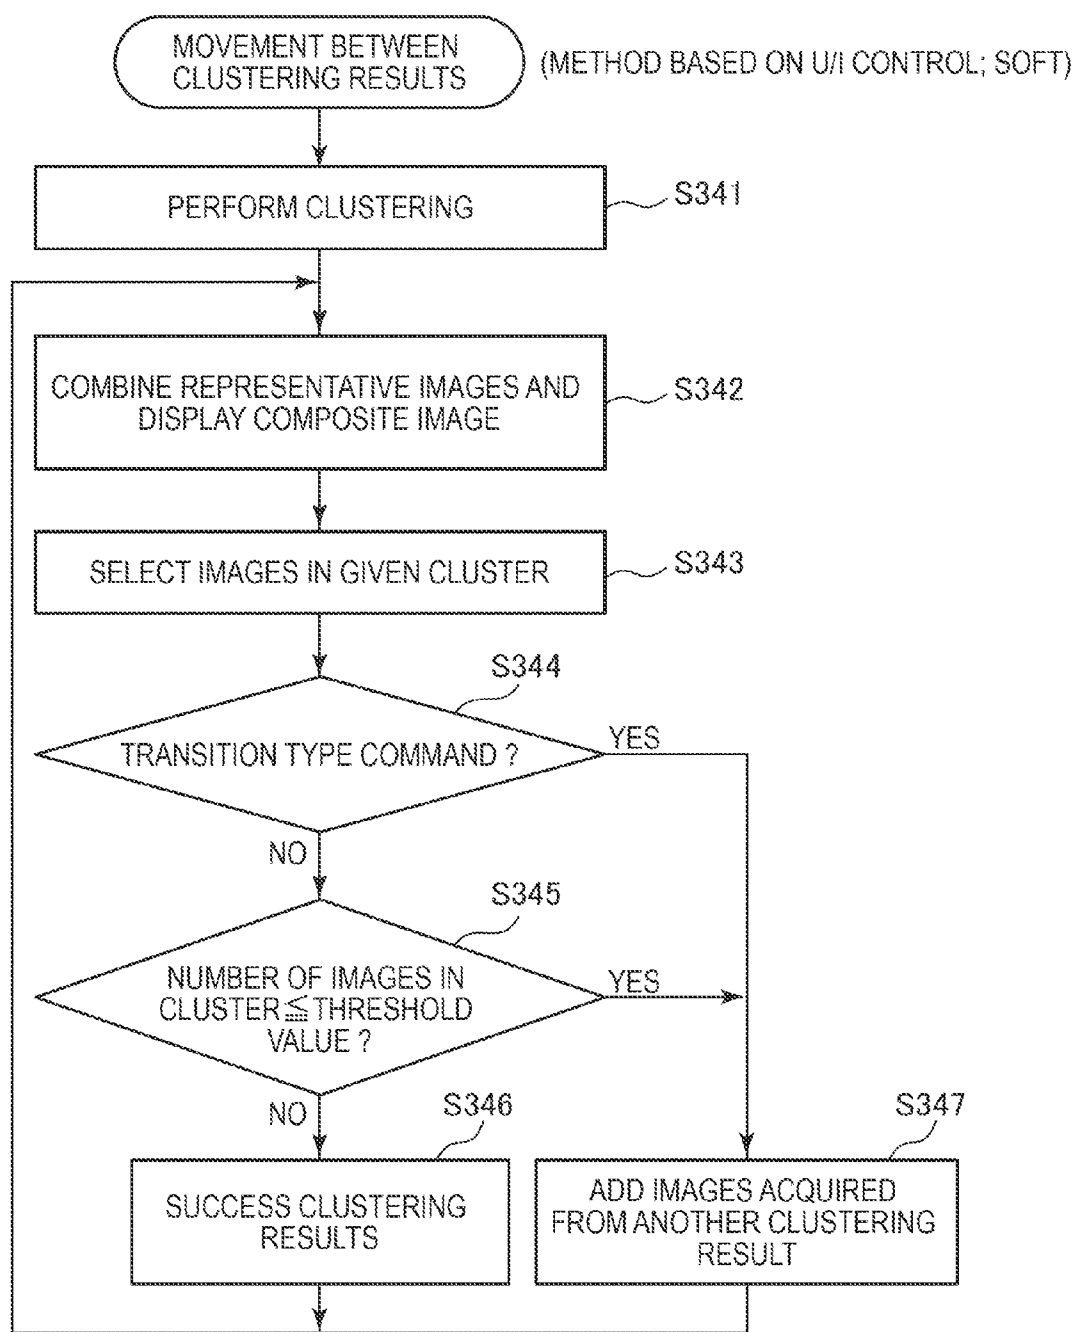 MOVEMENT BETWEEN
CLUSTERING RESULTS
(METHOD BASED ON U/I CONTROL; SOFT)
PERFORM CLUSTERING
S341
COMBINE REPRESENTATIVE IMAGES AND
DISPLAY COMPOSITE IMAGE
S342
SELECT IMAGES IN GIVEN CLUSTER
S343
S344
TRANSITION TYPE COMMAND ?
YES
NO
S345
NUMBER OF IMAGES IN
CLUSTER≦THRESHOLD
VALUE ?
YES
NO
S346
SUCCESS CLUSTERING
RESULTS
S347
ADD IMAGES ACQUIRED
FROM ANOTHER CLUSTERING
RESULT